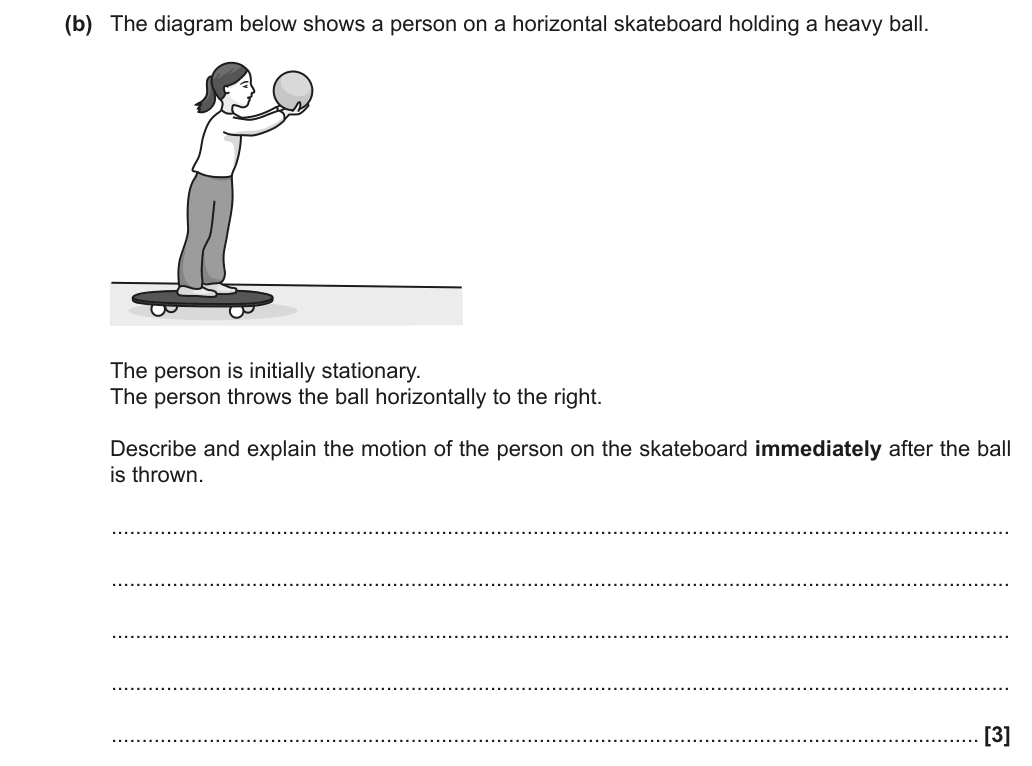 (b) The diagram below shows a person on a horizontal skateboard holding a heavy ball.
The person is initially stationary.
The person throws the ball horizontally to the right.
Describe and explain the motion of the person on the skateboard immediately after the ball
is thrown.
[3]